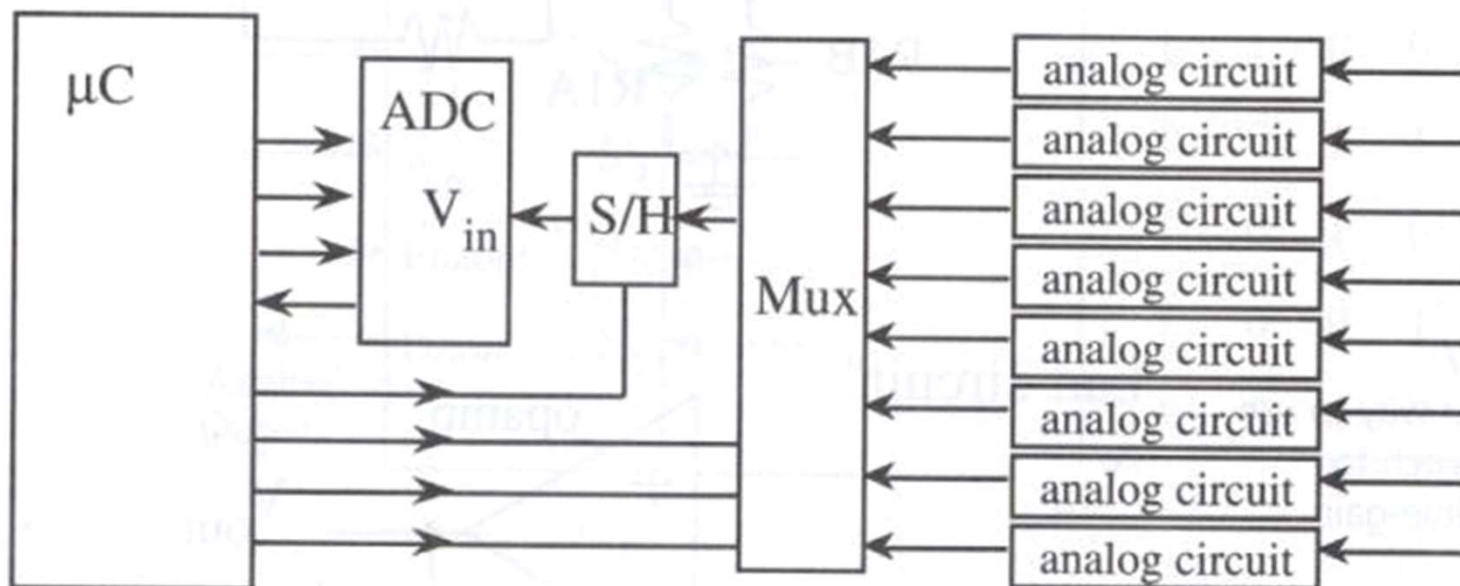 μC
ADC
V
in
S/H
Mux
analog circuit
analog circuit
analog circuit
analog circuit
analog circuit
analog circuit
analog circuit
analog circuit